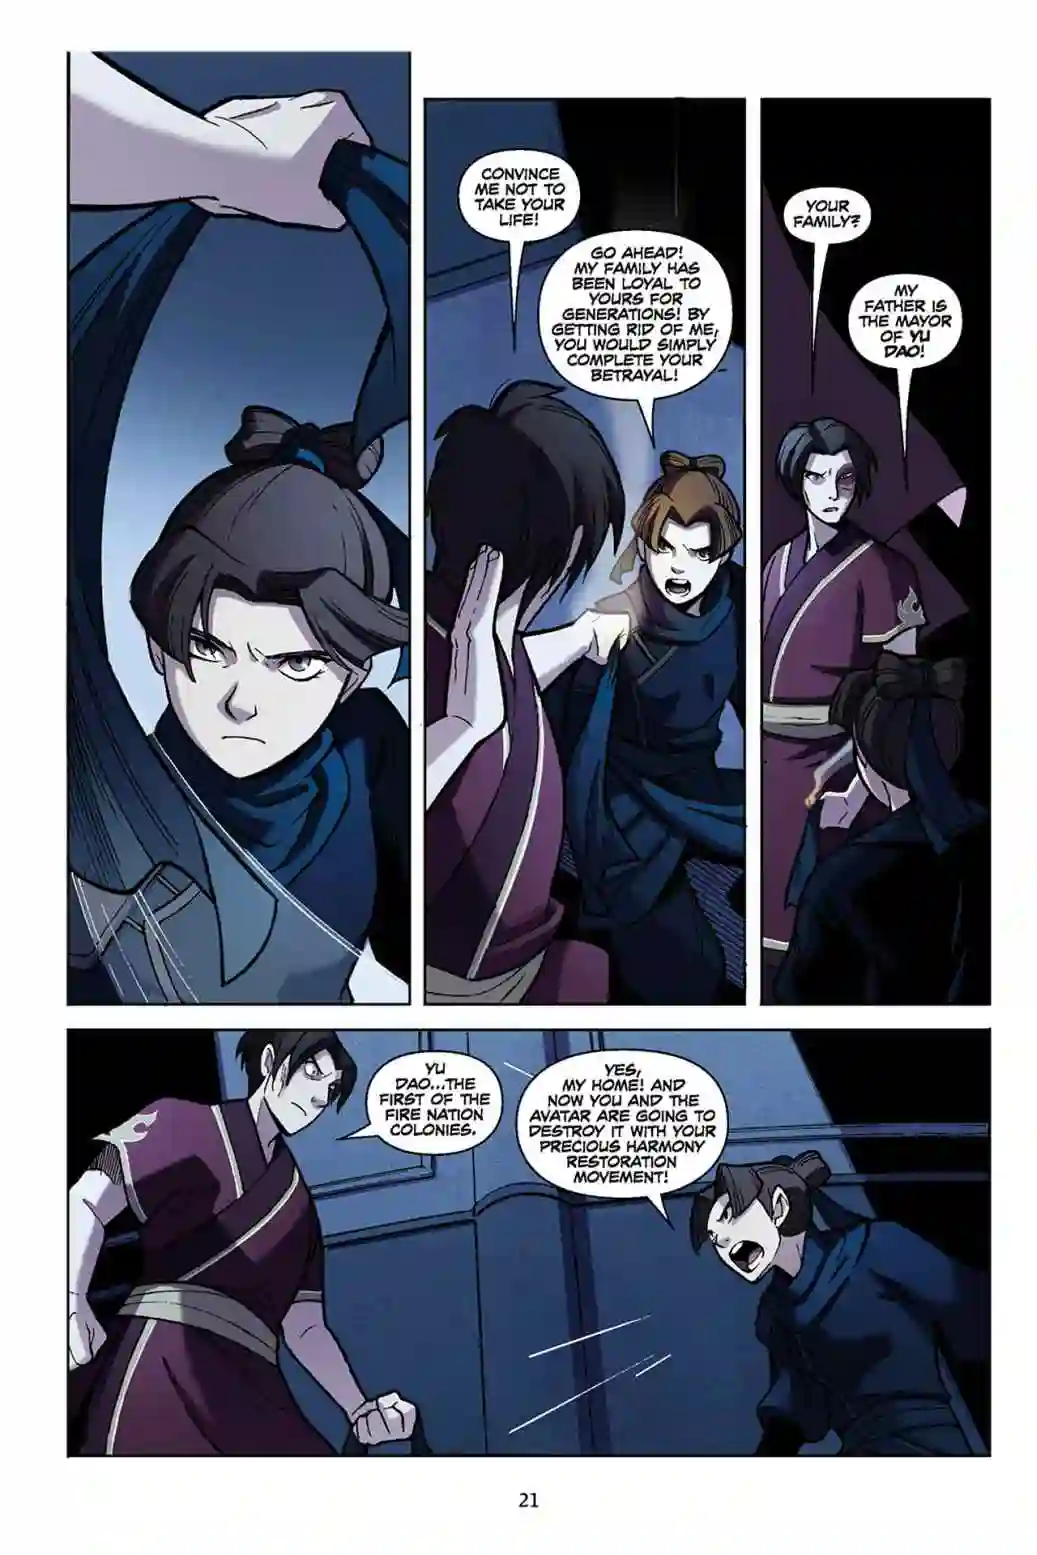 CONVINCE
ME NOT TO
TAKE YOUR
LIFE!
GO AHEAD!
MY FAMILY HAS
BEEN LOYAL TO
YOURS FOR
GENERATIONS! BY
GETTING RID OF ME,
YOU WOULD SIMPLY
COMPLETE YOUR
BETRAYAL!
YOUR
FAMILY?
MY
FATHER IS
THE MAYOR
OF YU
DAO!
YU
DAO...THE
FIRST OF THE
FIRE NATION
COLONIES.
YES,
MY HOME! AND
NOW YOU AND THE
AVATAR ARE GOING TO
DESTROY IT WITH YOUR
PRECIOUS HARMONY
RESTORATION
MOVEMENT!
21